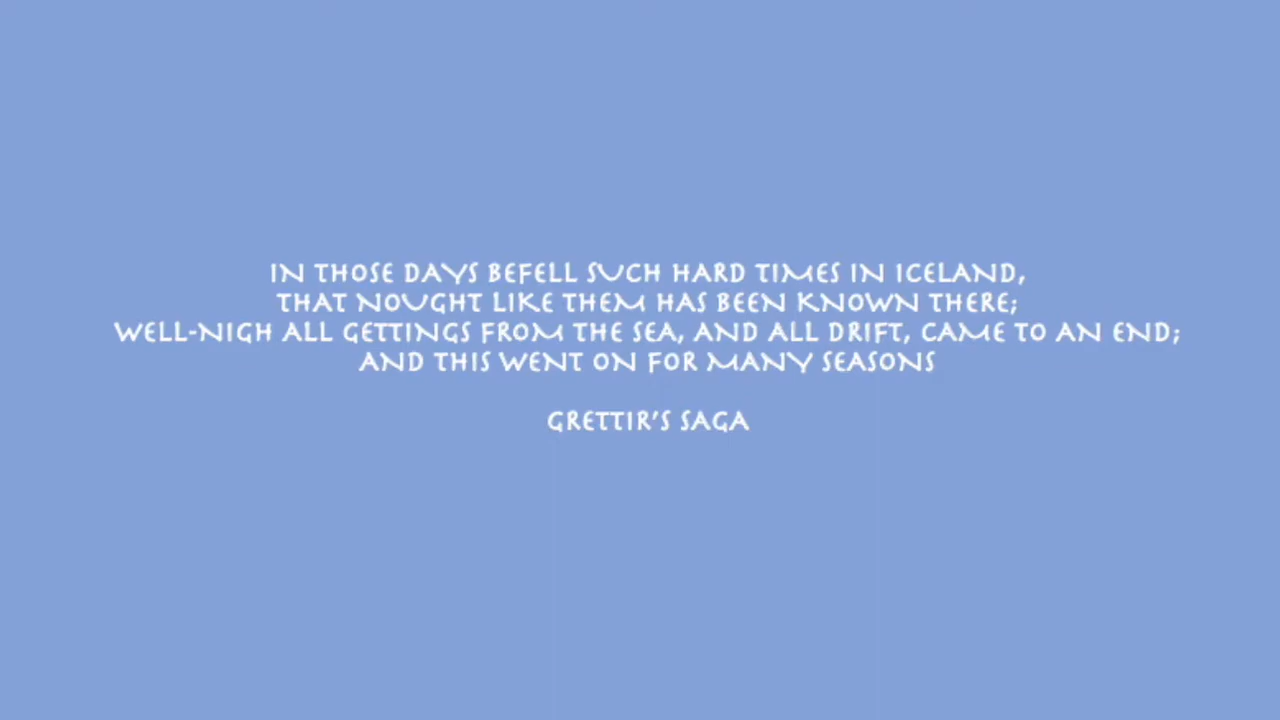 IN THOSE DAYS BEFELL SUCH HARD TIMES IN ICELAND,
THAT NOUGHT LIKE THEM HAS BEEN KNOWN THERE;
WELL-NIGH ALL GETTINGS FROM THE SEA, AND ALL DRIFT, CAME TO AN END;
AND THIS WENT ON FOR MANY SEASONS
GRETTIR'S SAGA